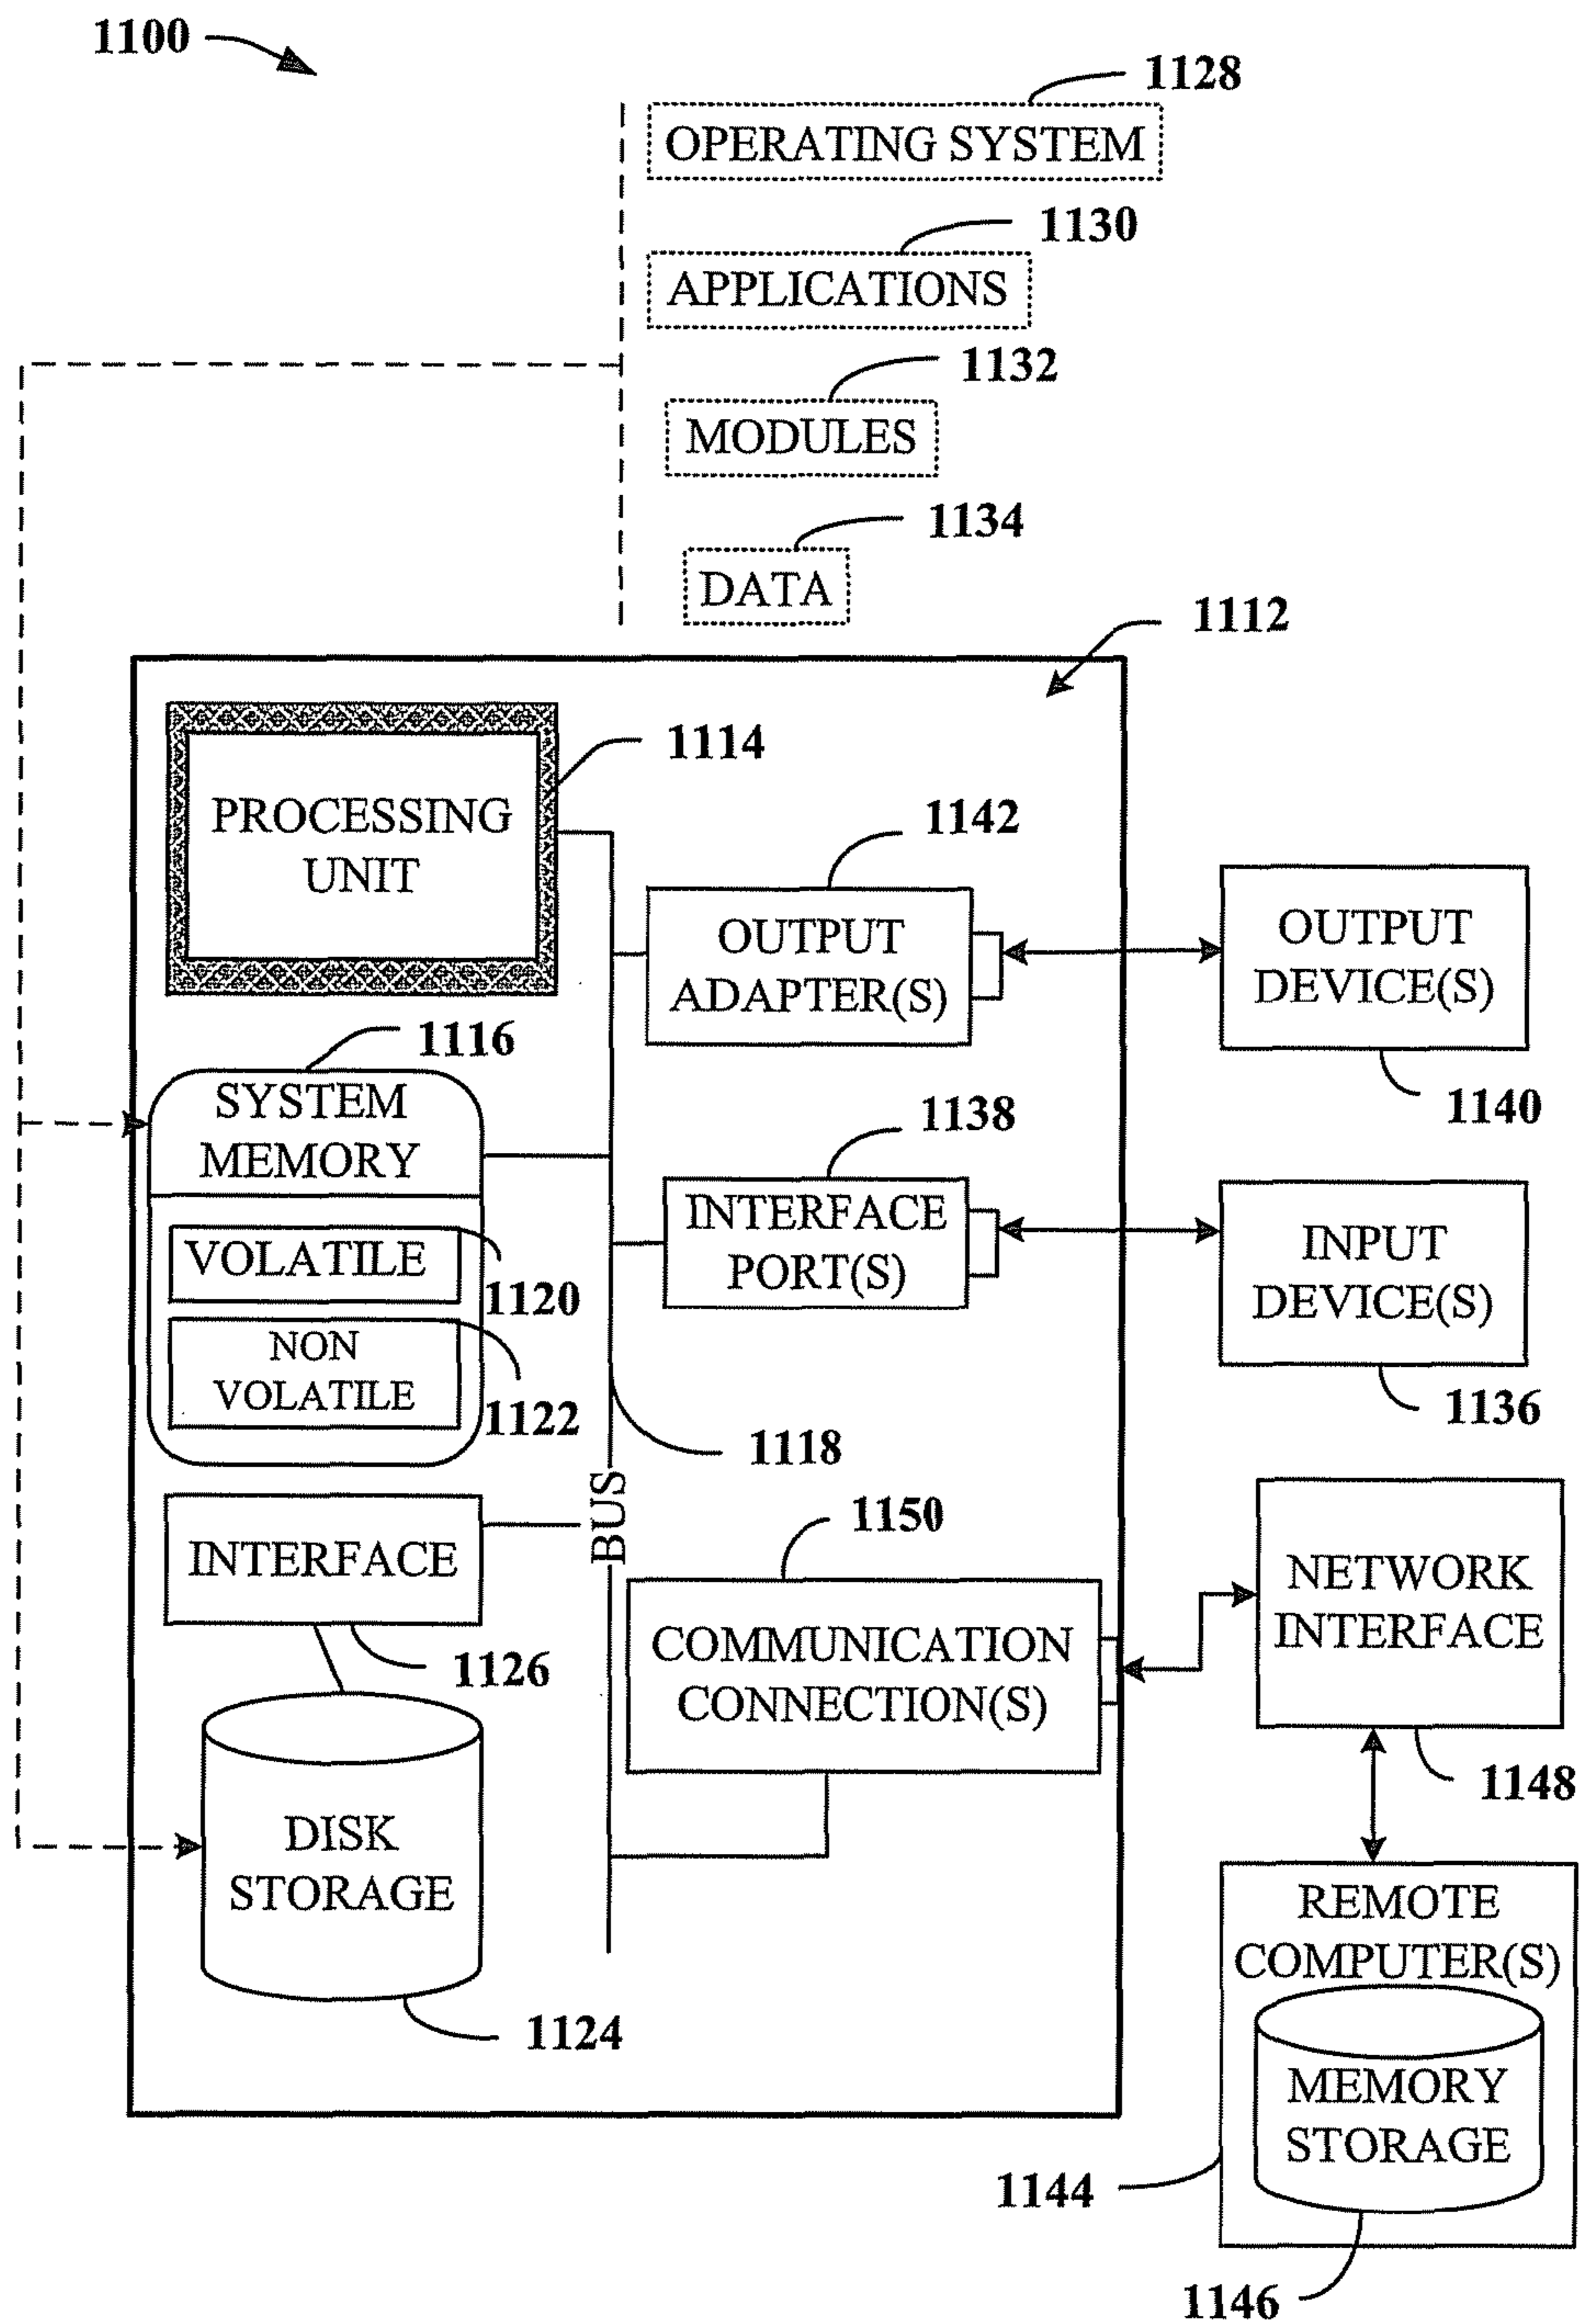 1100
1128
OPERATING SYSTEM
1130
APPLICATIONS
1132
MODULES
1134
DATA
1112
1114
PROCESSING
UNIT
1142
OUTPUT
ADAPTER(S)
OUTPUT
DEVICE(S)
1140
1116
SYSTEM
MEMORY
1138
INTERFACE
PORT(S)
INPUT
DEVICE(S)
1136
VOLATILE
1120
NON
VOLATILE
1122
1118
BUS
INTERFACE
1126
1150
COMMUNICATION
CONNECTION(S)
NETWORK
INTERFACE
1148
DISK
STORAGE
1124
REMOTE
COMPUTER(S)
MEMORY
STORAGE
1144
1146